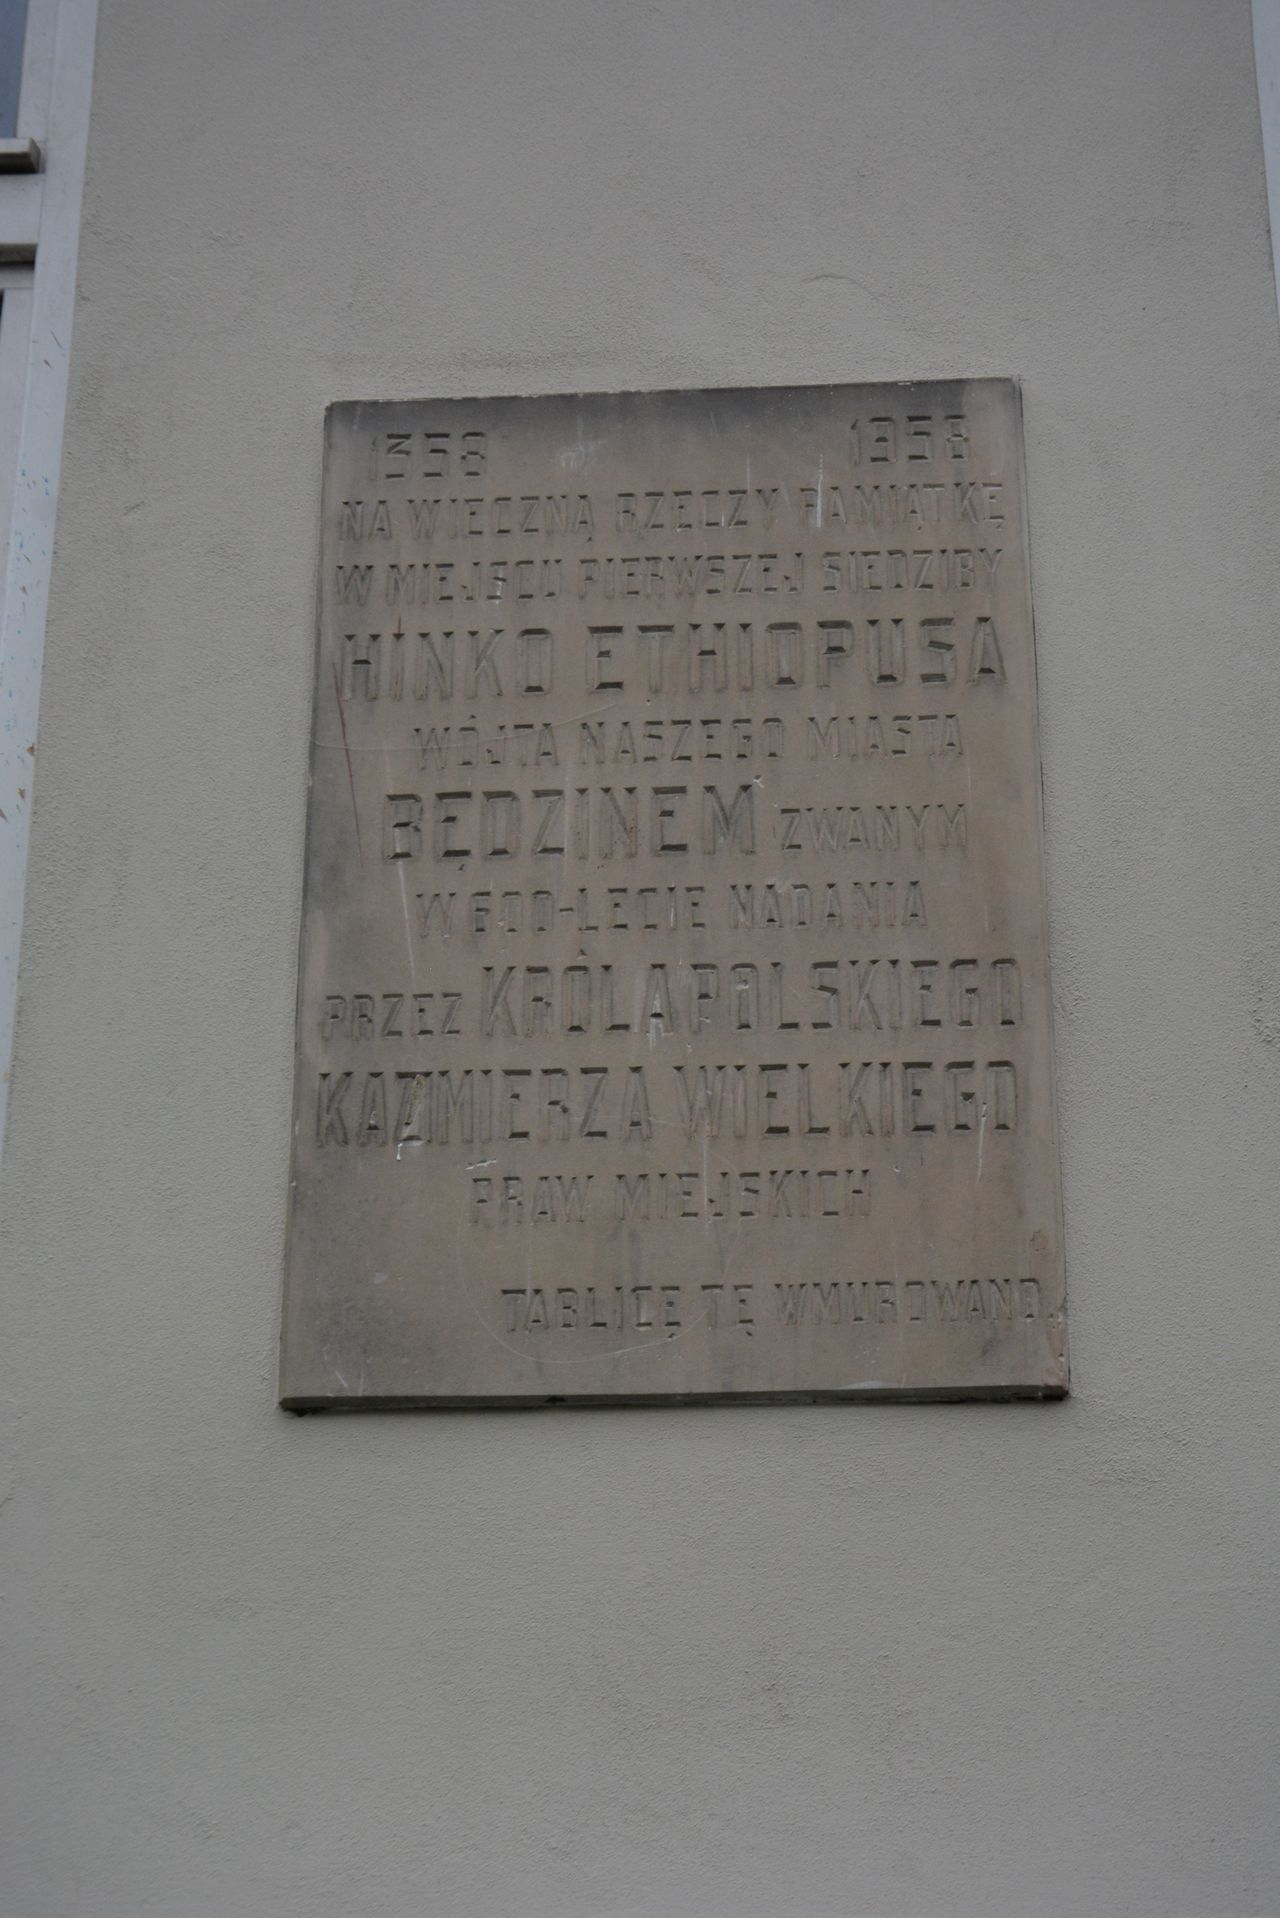 1358 1958
NA WIECZNĄ RZECZY PAMIĄTKĘ
W MIEJSCU PIERWSZEJ SIEDZIBY
HINKO ETHIOPUSA
WÓJTA NASZEGO MIASTA
BĘDZINEM ZWANYM
W 600-LECIE NADANIA
PRZEZ KRÓLA POLSKIEGO
KAZIMIERZA WIELKIEGO
PRAW MIEJSKICH
TABLICĘ TĘ WMUROWANO